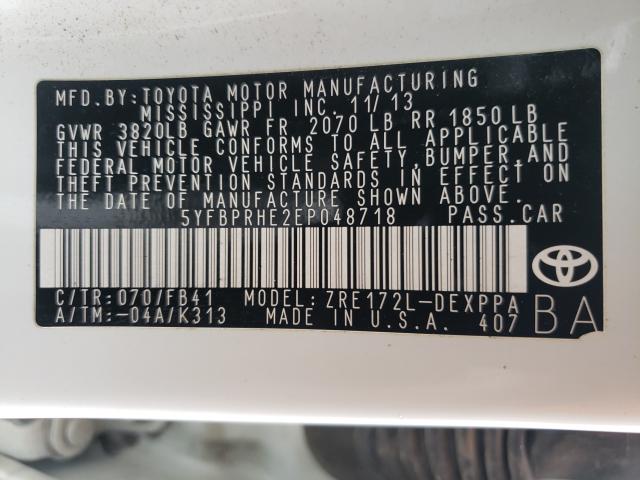 MFD.BY:TOYOTA MOTOR MANUFACTURING
MISSISSIPPI INC. 11/13
GVWR 3820LB GAWR FR 2070 LB RR 1850 LB
THIS VEHICLE CONFORMS TO ALL APPLICABLE
FEDERAL MOTOR VEHICLE SAFETY,BUMPER,AND
THEFT PREVENTION STANDARDS IN EFFECT ON
THE DATE OF MANUFACTURE SHOWN ABOVE.
5YFBPRHE2EP048718 PASS.CAR
C/TR:070/FB41 MODEL:ZRE172L-DEXPPA
A/TM:-04A/K313 MADE IN U.S.A. 407 BA